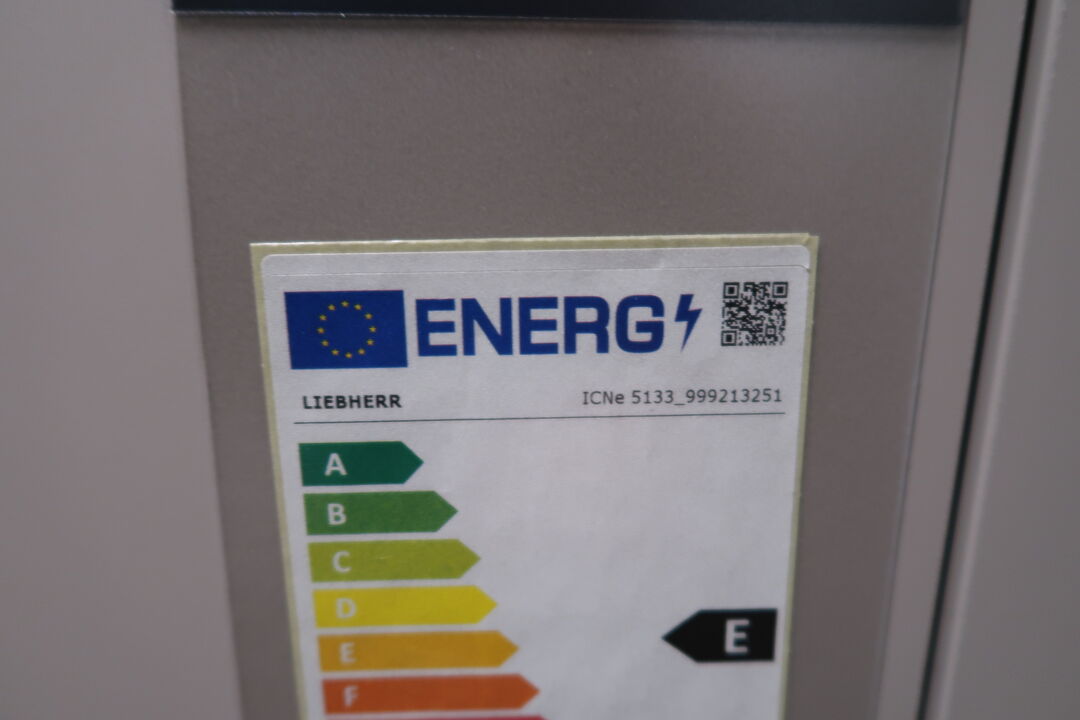 ENERG
LIEBHERR
ICNe 5133_999213251
A
B
C
D
E
E
F